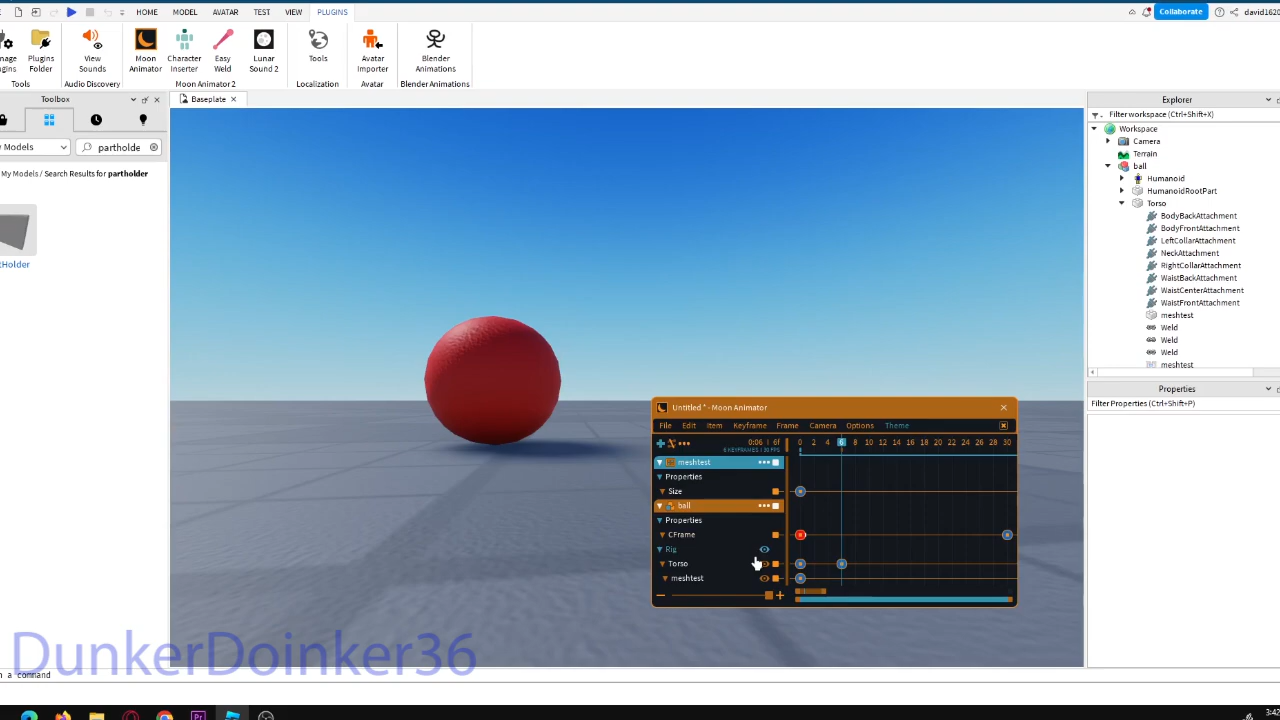 HOME MODEL AVATAR TEST VIEW PLUGINS
Collaborate
david1620
Plugins
Plugins Folder
View Sounds
Moon Animator
Character Inserter
Easy Weld
Lunar Sound 2
Tools
Avatar Importer
Blender Animations
Tools
Audio Discovery
Moon Animator 2
Localization
Avatar
Blender Animations
Toolbox
Baseplate
Explorer
Filter workspace (Ctrl+Shift+X)
Models
partholde
My Models / Search Results for partholder
Holder
Workspace
Camera
Terrain
ball
Humanoid
HumanoidRootPart
Torso
BodyBackAttachment
BodyFrontAttachment
LeftCollarAttachment
NeckAttachment
RightCollarAttachment
WaistBackAttachment
WaistCenterAttachment
WaistFrontAttachment
meshtest
Weld
Weld
Weld
meshtest
Properties
Filter Properties (Ctrl+Shift+P)
Untitled * - Moon Animator
File Edit Item Keyframe Frame Camera Options Theme
0:06 | 6f
6 KEYFRAMES / 30 FPS
0 2 4 6 8 10 12 14 16 18 20 22 24 26 28 30
meshtest
Properties
Size
ball
Properties
CFrame
Rig
Torso
meshtest
DunkerDoinker36
a command
3:42